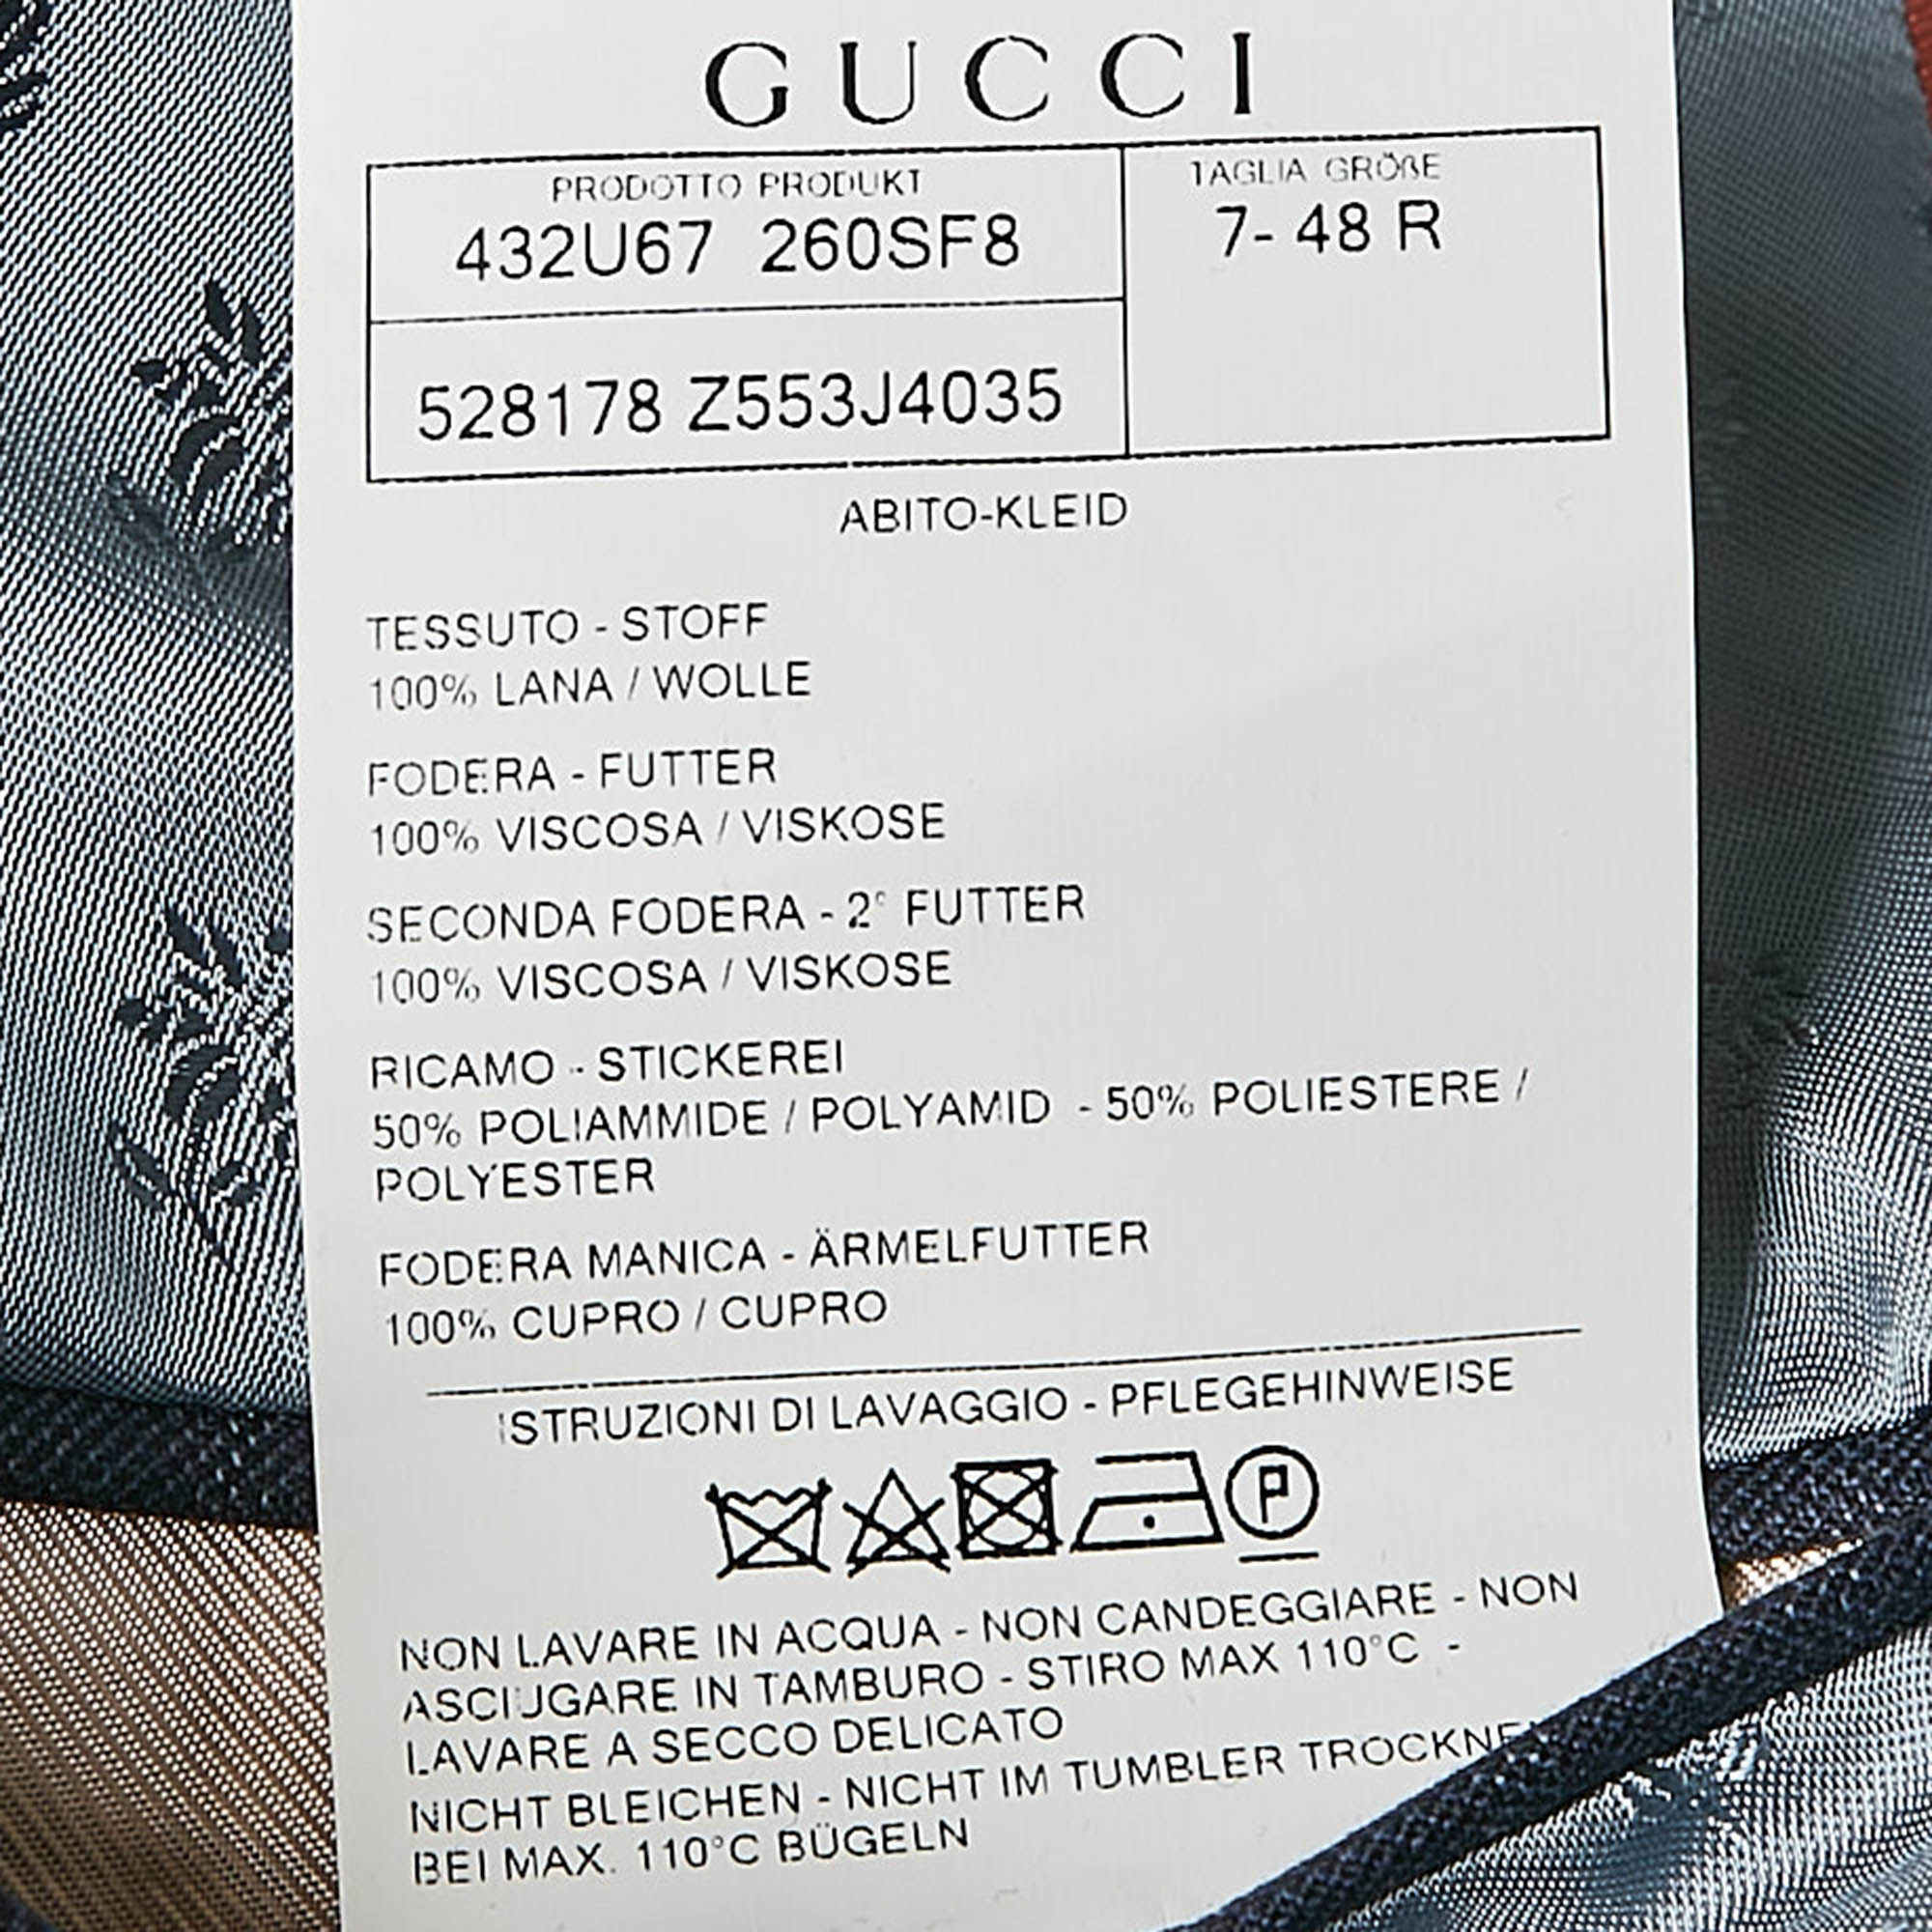 GUCCI
PRODOTTO PRODUKT
432U67 260SF8
TAGLIA GRÖßE
7- 48 R
528178 Z553J4035
ABITO-KLEID
TESSUTO - STOFF
100% LANA / WOLLE
FODERA - FUTTER
100% VISCOSA / VISKOSE
SECONDA FODERA - 2° FUTTER
100% VISCOSA / VISKOSE
RICAMO - STICKEREI
50% POLIAMMIDE / POLYAMID - 50% POLIESTERE /
POLYESTER
FODERA MANICA - ÄRMELFUTTER
100% CUPRO / CUPRO
ISTRUZIONI DI LAVAGGIO - PFLEGEHINWEISE
P
NON LAVARE IN ACQUA - NON CANDEGGIARE - NON
ASCIUGARE IN TAMBURO - STIRO MAX 110°C -
LAVARE A SECCO DELICATO
NICHT BLEICHEN - NICHT IM TUMBLER
BEI MAX. 110°C BÜGELN